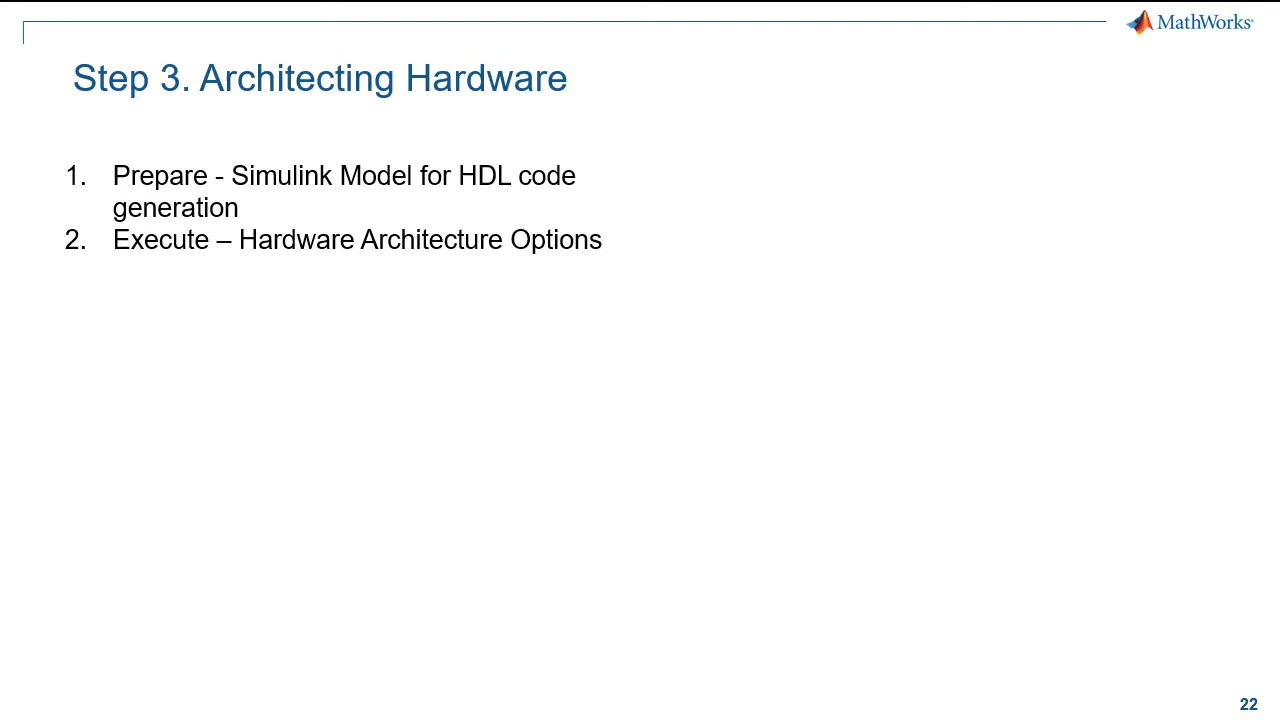 MathWorks®
Step 3. Architecting Hardware
1. Prepare - Simulink Model for HDL code
generation
2. Execute – Hardware Architecture Options
22